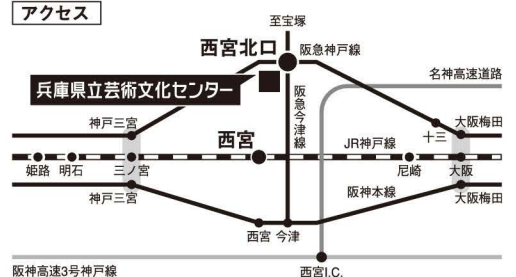 アクセス
至宝塚
西宮北口
阪急神戸線
兵庫県立芸術文化センター
阪急今津線
名神高速道路
神戸三宮
十三
大阪梅田
西宮
JR神戸線
姫路
明石
三ノ宮
尼崎
大阪
神戸三宮
阪神本線
大阪梅田
西宮
今津
阪神高速3号神戸線
西宮I.C.